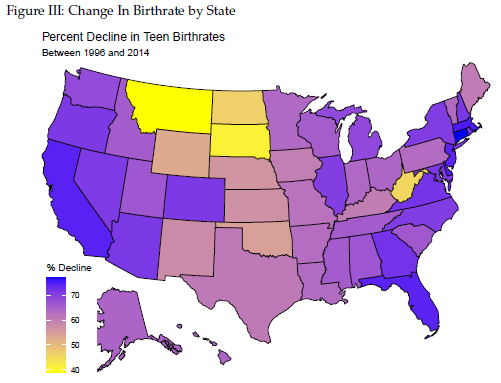 Figure III: Change In Birthrate by State
Percent Decline in Teen Birthrates
Between 1996 and 2014
% Decline
70
60
50
40